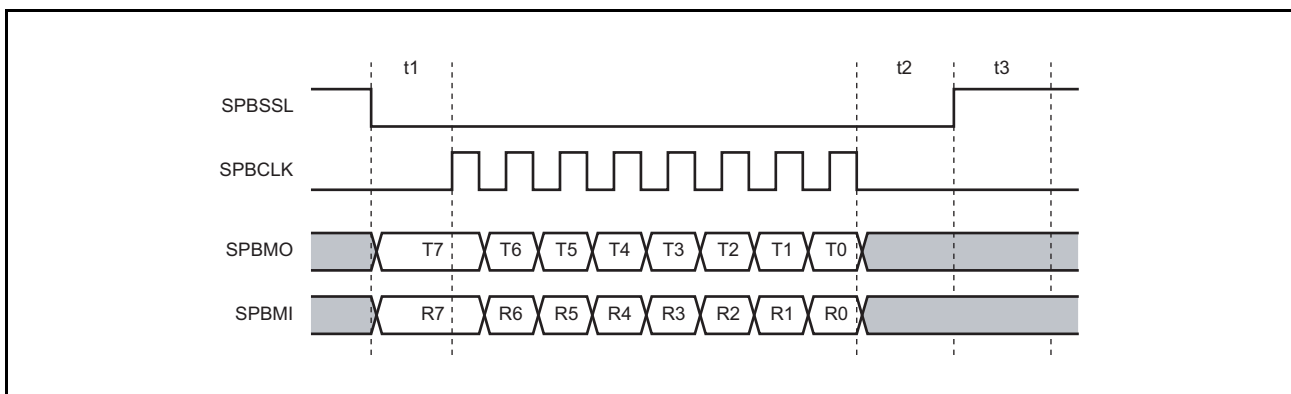 t1 t2 t3
SPBSSL
SPBCLK
SPBMO T7 T6 T5 T4 T3 T2 T1 T0
SPBMI R7 R6 R5 R4 R3 R2 R1 R0